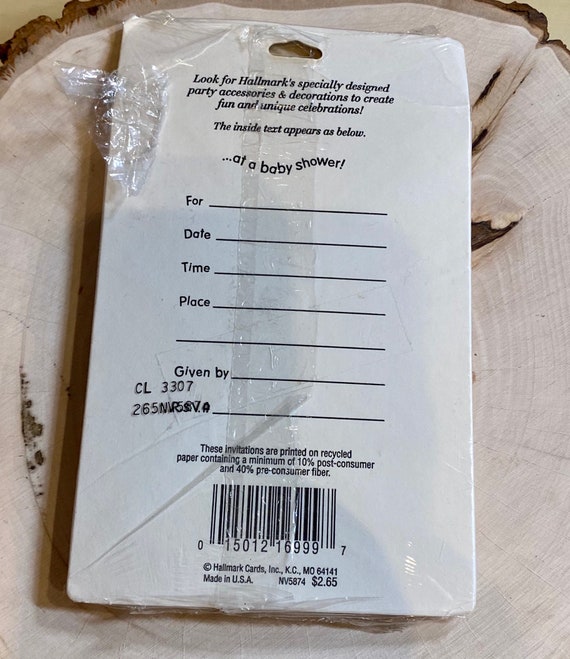 Look for Hallmark's specially designed
party accessories & decorations to create
fun and unique celebrations!
The inside text appears as below.
...at a baby shower!
For
Date
Time
Place
Given by
CL 3307
265NV5874
These invitations are printed on recycled
paper containing a minimum of 10% post-consumer
and 40% pre-consumer fiber.
0 15012 16999 7
© Hallmark Cards, Inc., K.C., MO 64141
Made in U.S.A. NV5874 $2.65